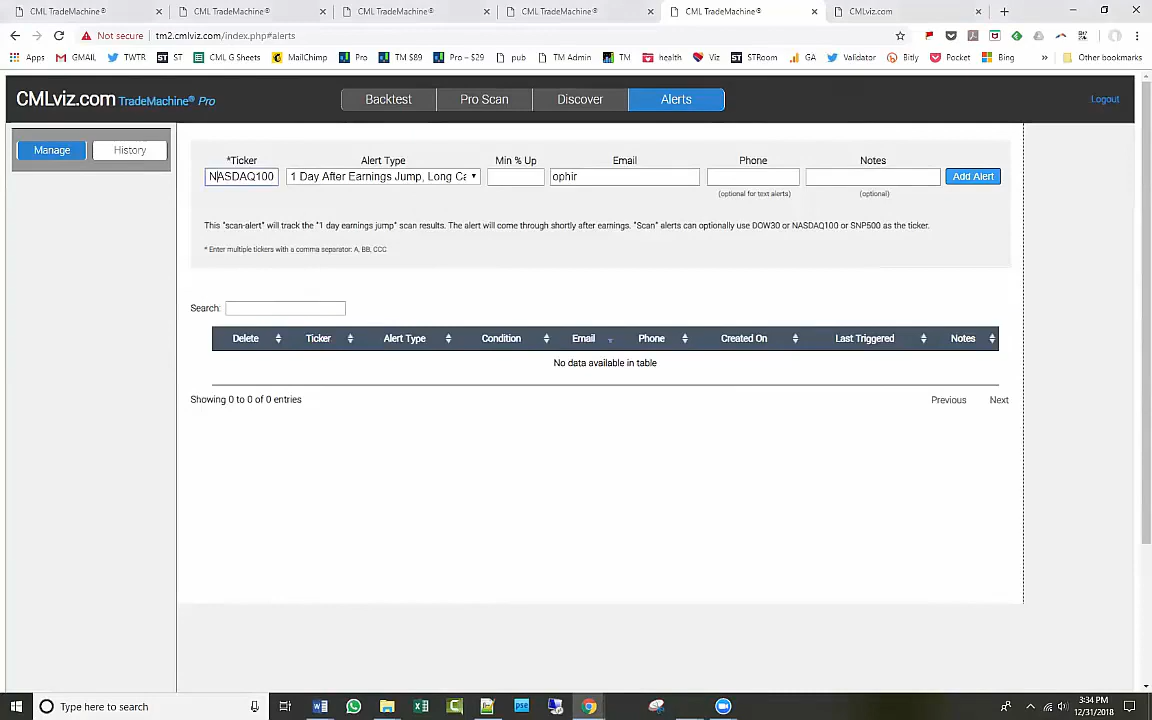 CML TradeMachine®
CML TradeMachine®
CML TradeMachine®
CML TradeMachine®
CML TradeMachine®
CMLviz.com
Not secure | tm2.cmlviz.com/index.php#alerts
Apps GMAIL TWTR ST CML G Sheets MailChimp Pro TM $89 Pro – $29 pub TM Admin TM health Viz STRoom GA Validator Bitly Pocket Bing » Other bookmarks
CMLviz.com TradeMachine® Pro
Backtest
Pro Scan
Discover
Alerts
Logout
Manage
History
*Ticker
Alert Type
Min % Up
Email
Phone
Notes
NASDAQ100
1 Day After Earnings Jump, Long Ca
ophir
Add Alert
(optional for text alerts)
(optional)
This "scan-alert" will track the "1 day earnings jump" scan results. The alert will come through shortly after earnings. "Scan" alerts can optionally use DOW30 or NASDAQ100 or SNP500 as the ticker.
* Enter multiple tickers with a comma separator: A, BB, CCC
Search:
Delete Ticker Alert Type Condition Email Phone Created On Last Triggered Notes
No data available in table
Showing 0 to 0 of 0 entries
Previous Next
Type here to search
3:34 PM
12/31/2018